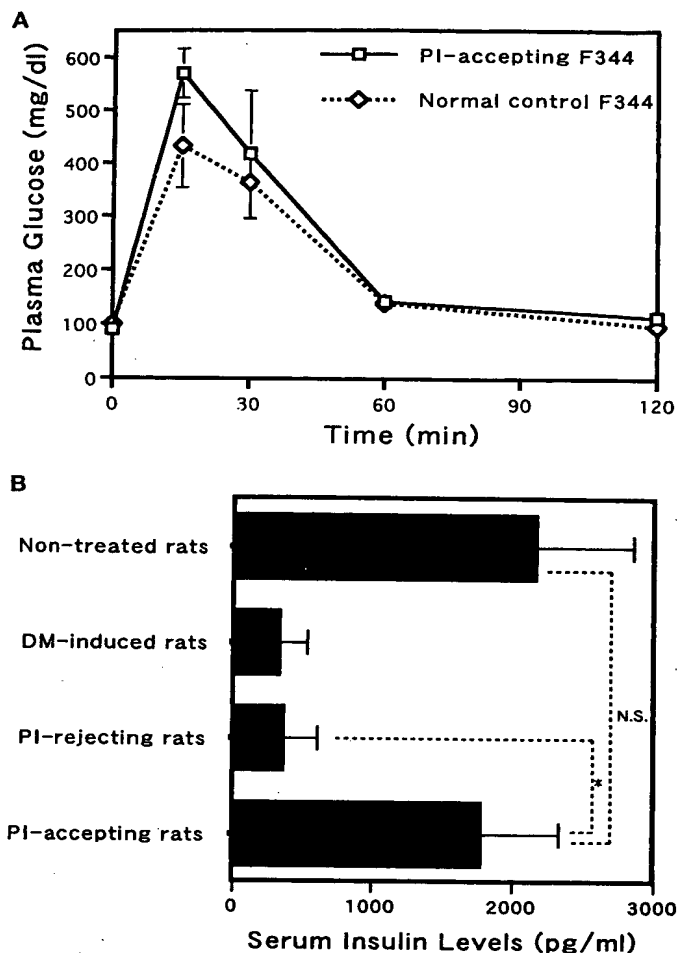 A
PI-accepting F344
Normal control F344
Plasma Glucose (mg/dl)
600
500
400
300
200
100
0
0 30 60 90 120
Time (min)
B
Non-treated rats
DM-induced rats
PI-rejecting rats
PI-accepting rats
N.S.
*
0 1000 2000 3000
Serum Insulin Levels (pg/ml)